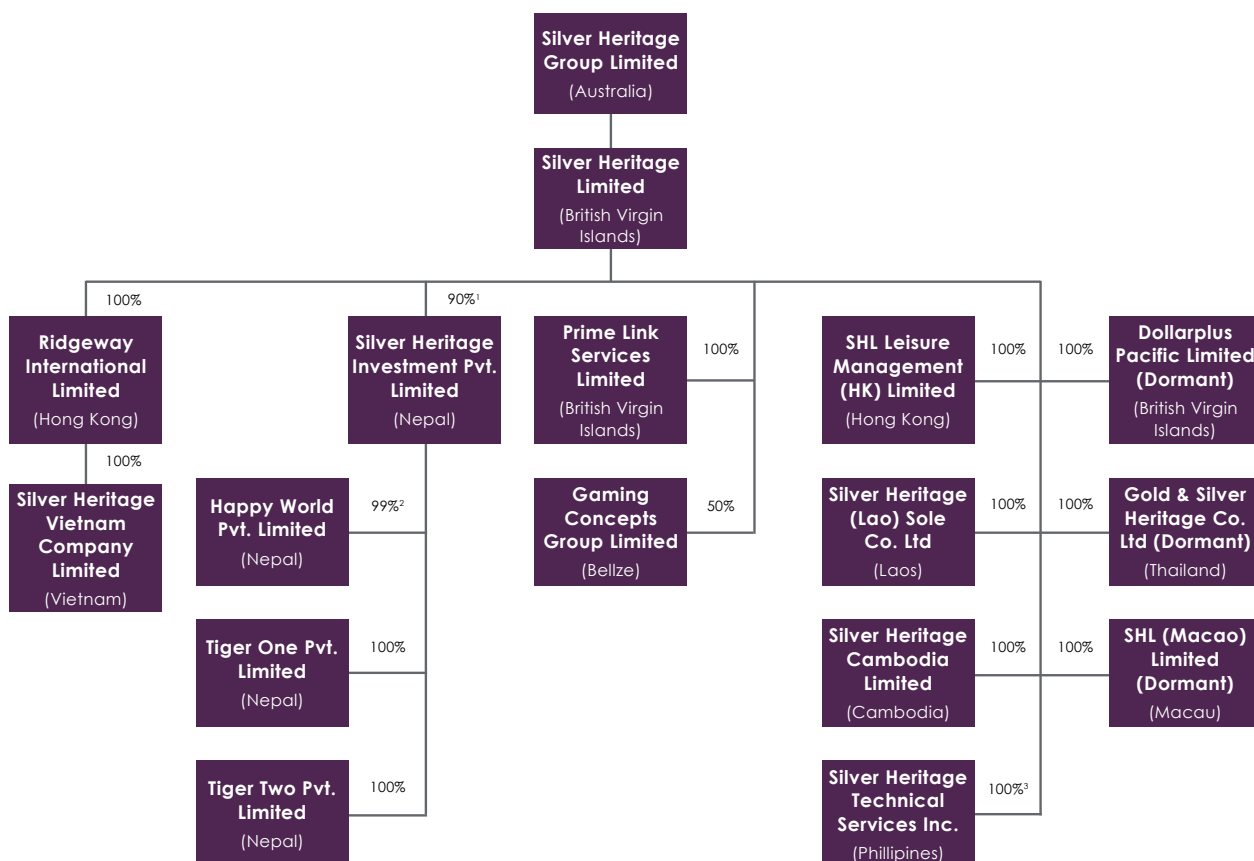 Silver Heritage
Group Limited
(Australia)
Silver Heritage
Limited
(British Virgin
Islands)
100%
Ridgeway
International
Limited
(Hong Kong)
100%
Silver Heritage
Vietnam
Company
Limited
(Vietnam)
90%¹
Silver Heritage
Investment Pvt.
Limited
(Nepal)
Happy World
Pvt. Limited
(Nepal)
99%²
Tiger One Pvt.
Limited
(Nepal)
100%
Tiger Two Pvt.
Limited
(Nepal)
100%
Prime Link
Services
Limited
(British Virgin
Islands)
100%
Gaming
Concepts
Group Limited
(Bellze)
50%
SHL Leisure
Management
(HK) Limited
(Hong Kong)
100%
100%
Dollarplus
Pacific Limited
(Dormant)
(British Virgin
Islands)
Silver Heritage
(Lao) Sole
Co. Ltd
(Laos)
100%
100%
Gold & Silver
Heritage Co.
Ltd (Dormant)
(Thailand)
Silver Heritage
Cambodia
Limited
(Cambodia)
100%
100%
SHL (Macao)
Limited
(Dormant)
(Macau)
Silver Heritage
Technical
Services Inc.
(Phillipines)
100%³